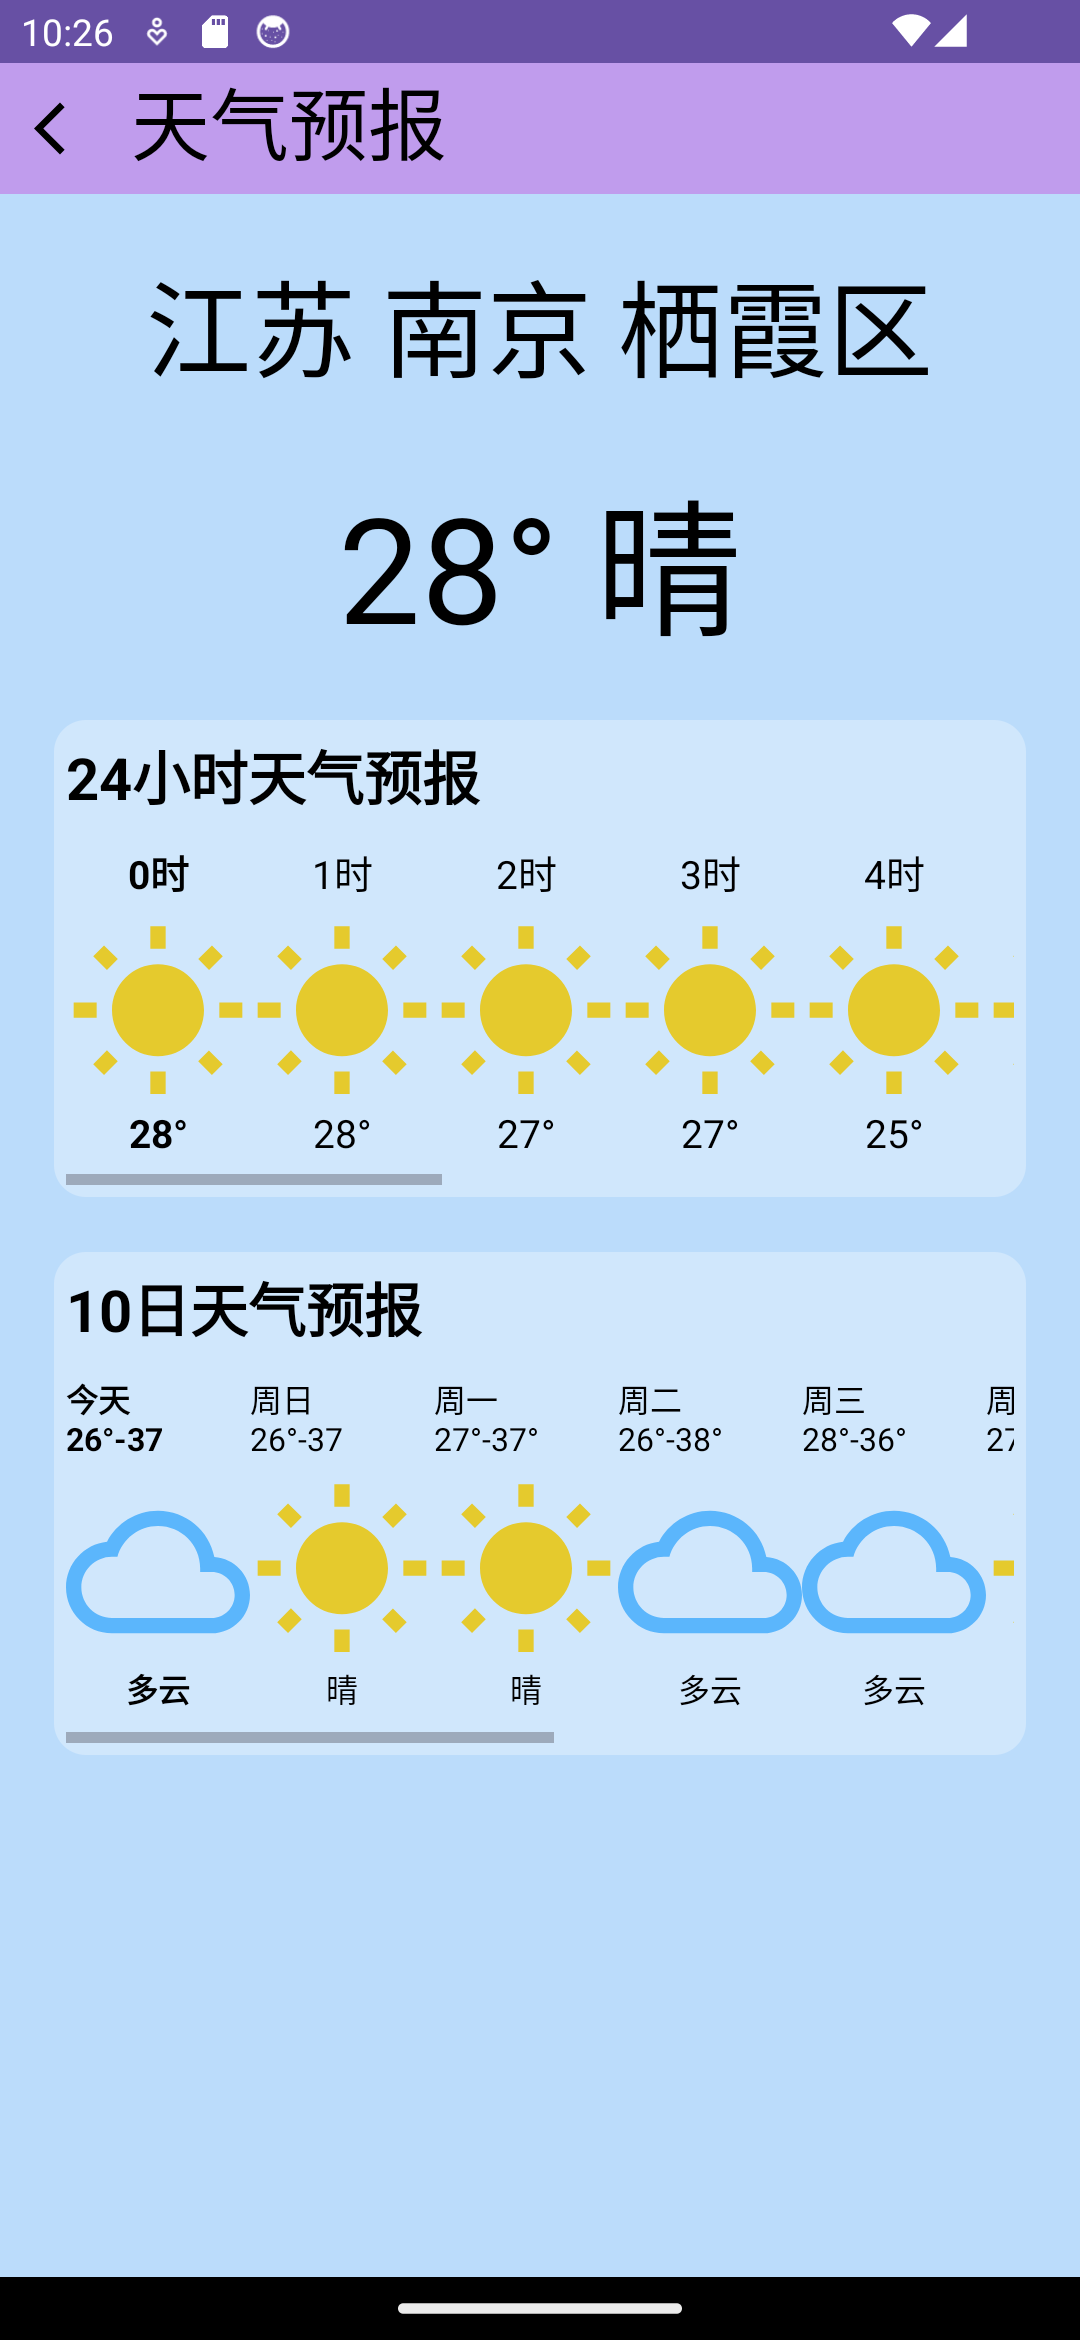 10:26
天气预报
江苏 南京 栖霞区
28° 晴
24小时天气预报
0时 1时 2时 3时 4时
28° 28° 27° 27° 25°
10日天气预报
今天 周日 周一 周二 周三 周
26°-37 26°-37 27°-37° 26°-38° 28°-36° 27
多云 晴 晴 多云 多云